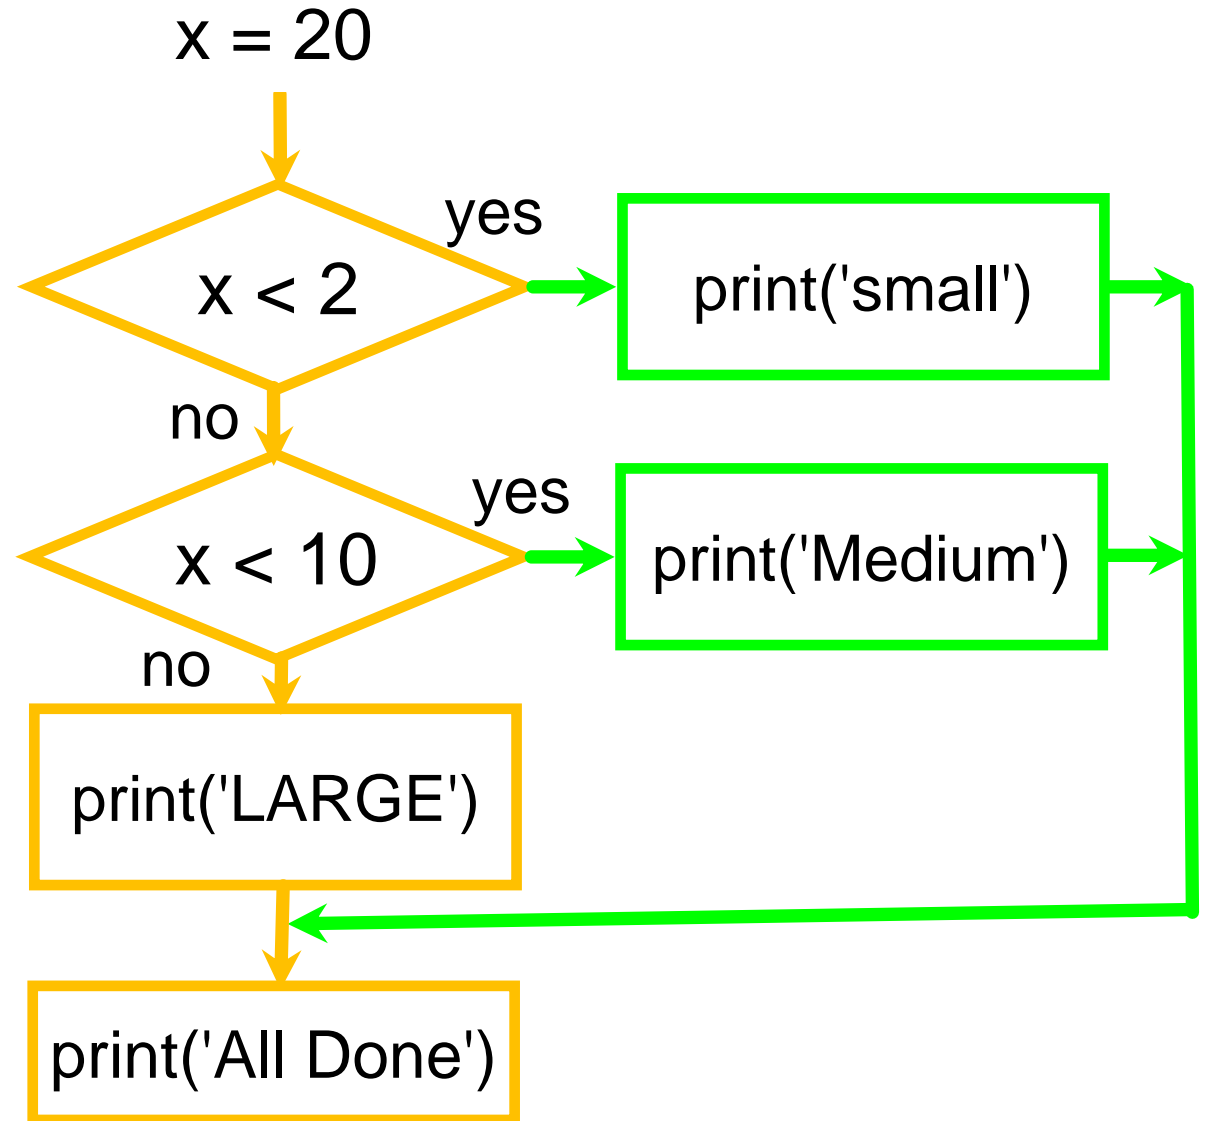 x = 20
yes
x < 2
print('small')
no
yes
x < 10
print('Medium')
no
print('LARGE')
print('All Done')